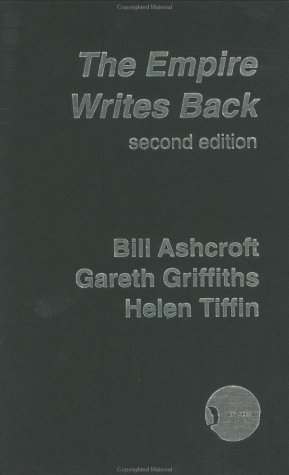 The Empire
Writes Back
second edition
Bill Ashcroft
Gareth Griffiths
Helen Tiffin